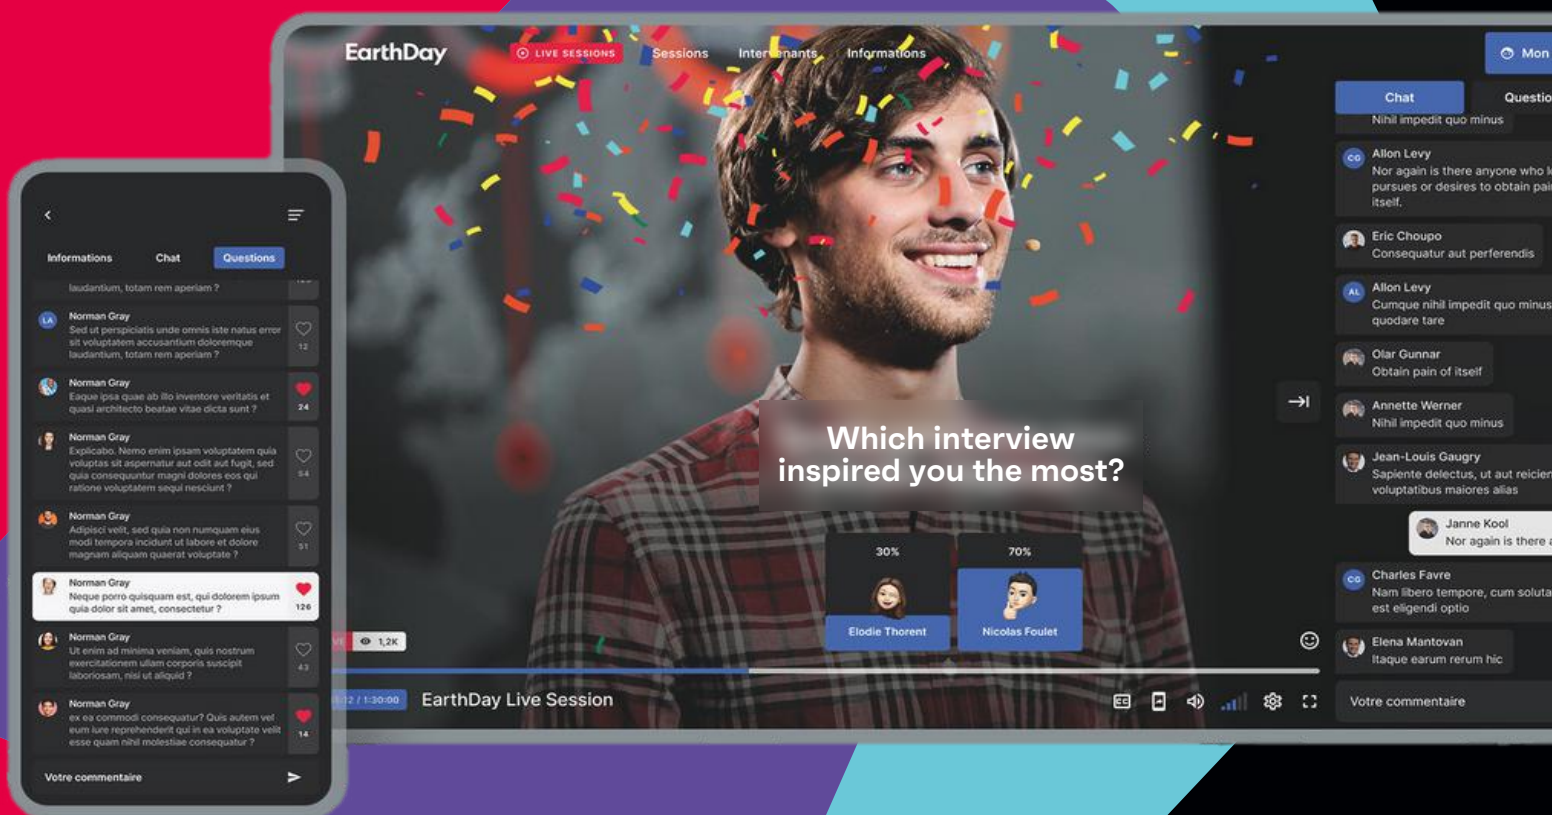 EarthDay
LIVE SESSIONS
Sessions
Intervenants
Informations
Mon
Chat
Questio
Nihil impedit quo minus
CG
Allon Levy
Nor again is there anyone who l
pursues or desires to obtain pai
itself.
Eric Choupo
Consequatur aut perferendis
AL
Allon Levy
Cumque nihil impedit quo minus
quodare tare
Olar Gunnar
Obtain pain of itself
Annette Werner
Nihil impedit quo minus
Jean-Louis Gaugry
Sapiente delectus, ut aut reicien
voluptatibus maiores alias
Janne Kool
Nor again is there a
CG
Charles Favre
Nam libero tempore, cum soluta
est eligendi optio
Elena Mantovan
Itaque earum rerum hic
Votre commentaire
Which interview
inspired you the most?
30%
Elodie Thorent
70%
Nicolas Foulet
1,2K
12 / 1:30:00
EarthDay Live Session
CC
Informations
Chat
Questions
laudantium, totam rem aperiam ?
LA
Norman Gray
Sed ut perspiciatis unde omnis iste natus error
sit voluptatem accusantium doloremque
laudantium, totam rem aperiam ?
12
Norman Gray
Eaque ipsa quae ab illo inventore veritatis et
quasi architecto beatae vitae dicta sunt ?
24
Norman Gray
Explicabo. Nemo enim ipsam voluptatem quia
voluptas sit aspernatur aut odit aut fugit, sed
quia consequuntur magni dolores eos qui
ratione voluptatem sequi nesciunt ?
54
Norman Gray
Adipisci velit, sed quia non numquam eius
modi tempora incidunt ut labore et dolore
magnam aliquam quaerat voluptate ?
51
Norman Gray
Neque porro quisquam est, qui dolorem ipsum
quia dolor sit amet, consectetur ?
126
Norman Gray
Ut enim ad minima veniam, quis nostrum
exercitationem ullam corporis suscipit
laboriosam, nisi ut aliquid ?
43
Norman Gray
ex ea commodi consequatur? Quis autem vel
eum iure reprehenderit qui in ea voluptate velit
esse quam nihil molestiae consequatur ?
14
Votre commentaire